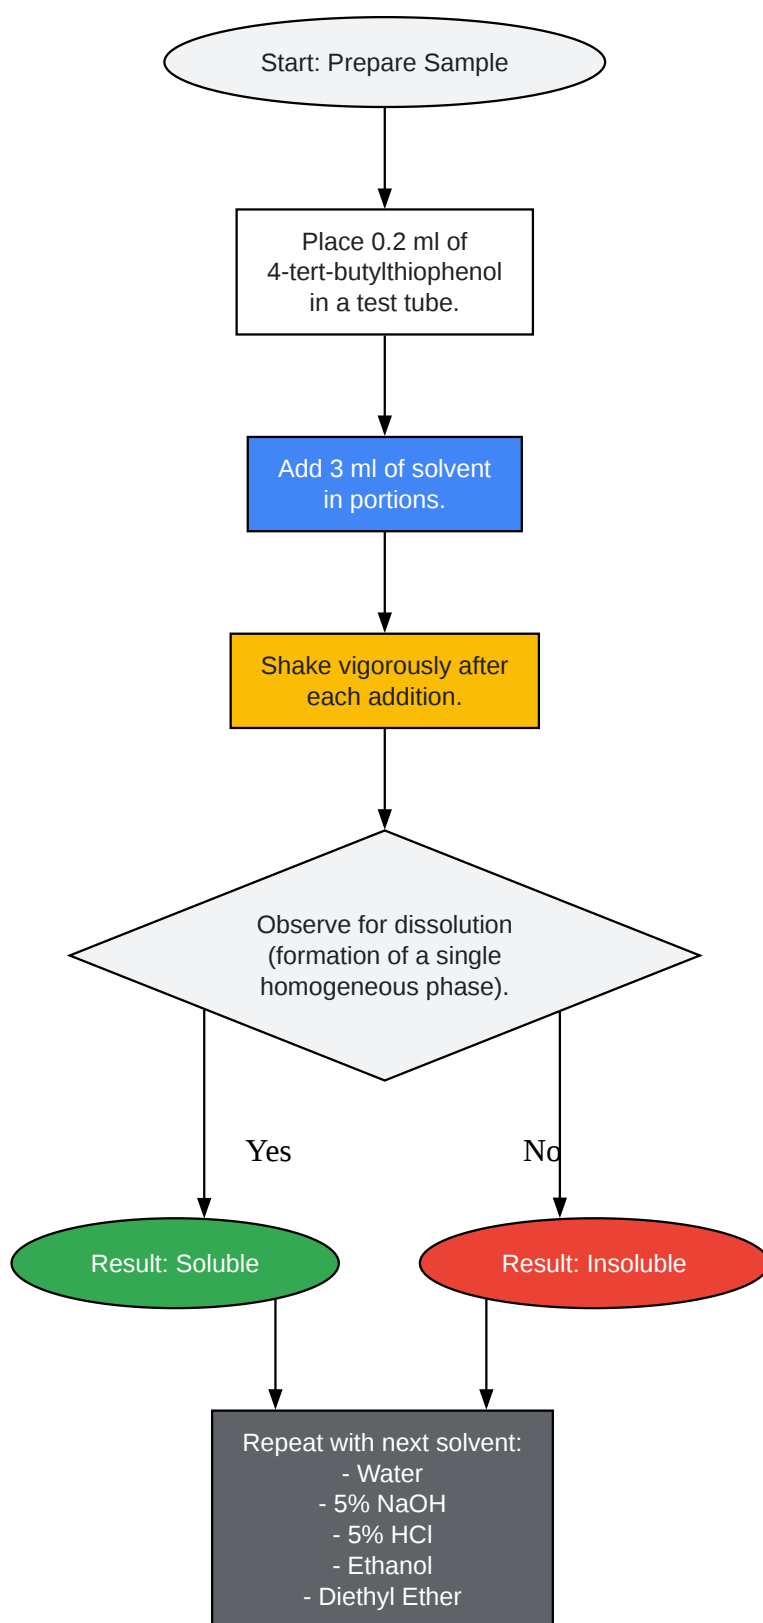 Start: Prepare Sample
Place 0.2 ml of
4-tert-butylthiophenol
in a test tube.
Add 3 ml of solvent
in portions.
Shake vigorously after
each addition.
Observe for dissolution
(formation of a single
homogeneous phase).
Yes
No
Result: Soluble
Result: Insoluble
Repeat with next solvent:
- Water
- 5% NaOH
- 5% HCl
- Ethanol
- Diethyl Ether